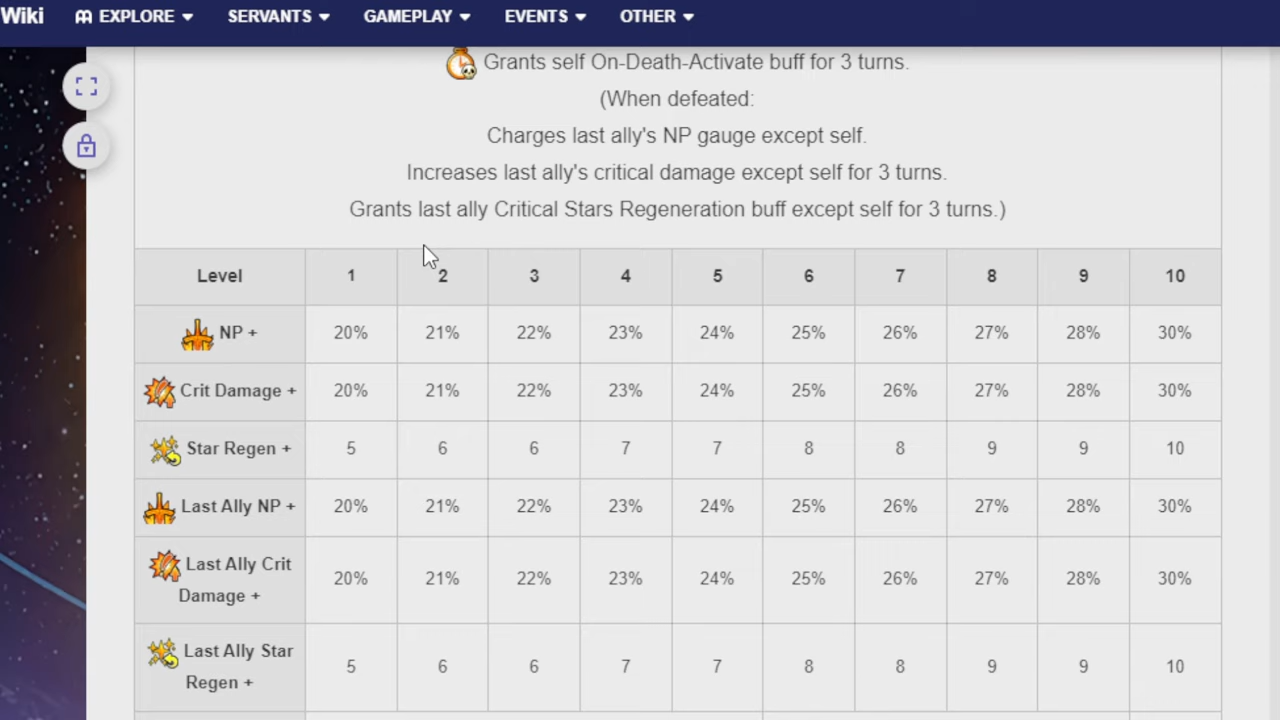 Wiki EXPLORE SERVANTS GAMEPLAY EVENTS OTHER
Grants self On-Death-Activate buff for 3 turns.
(When defeated:
Charges last ally's NP gauge except self.
Increases last ally's critical damage except self for 3 turns.
Grants last ally Critical Stars Regeneration buff except self for 3 turns.)
Level 1 2 3 4 5 6 7 8 9 10
NP + 20% 21% 22% 23% 24% 25% 26% 27% 28% 30%
Crit Damage + 20% 21% 22% 23% 24% 25% 26% 27% 28% 30%
Star Regen + 5 6 6 7 7 8 8 9 9 10
Last Ally NP + 20% 21% 22% 23% 24% 25% 26% 27% 28% 30%
Last Ally Crit
Damage + 20% 21% 22% 23% 24% 25% 26% 27% 28% 30%
Last Ally Star
Regen + 5 6 6 7 7 8 8 9 9 10